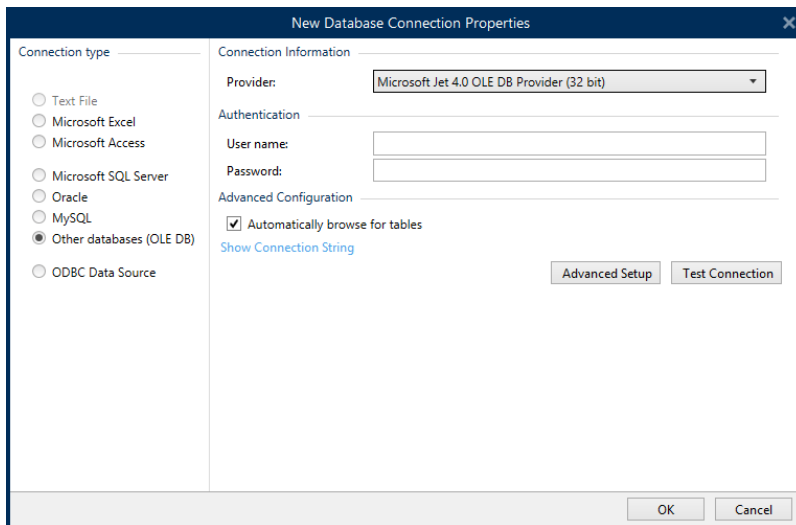 New Database Connection Properties
Connection type
Text File
Microsoft Excel
Microsoft Access
Microsoft SQL Server
Oracle
MySQL
Other databases (OLE DB)
ODBC Data Source
Connection Information
Provider: Microsoft Jet 4.0 OLE DB Provider (32 bit)
Authentication
User name:
Password:
Advanced Configuration
Automatically browse for tables
Show Connection String
Advanced Setup Test Connection
OK Cancel